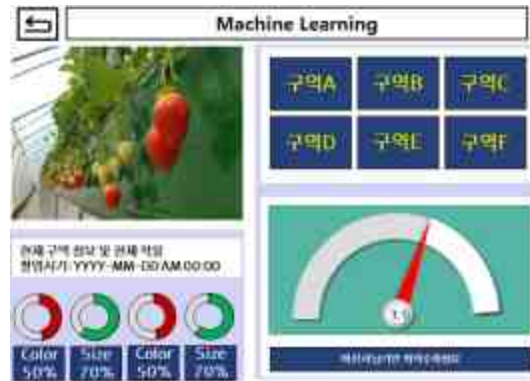 Machine Learning
구역A
구역B
구역C
구역D
구역E
구역F
현재 구역 정보 및 현재 작물
촬영시기: YYYY-MM-DD AM 00:00
Color
50%
Size
70%
Color
50%
Size
70%